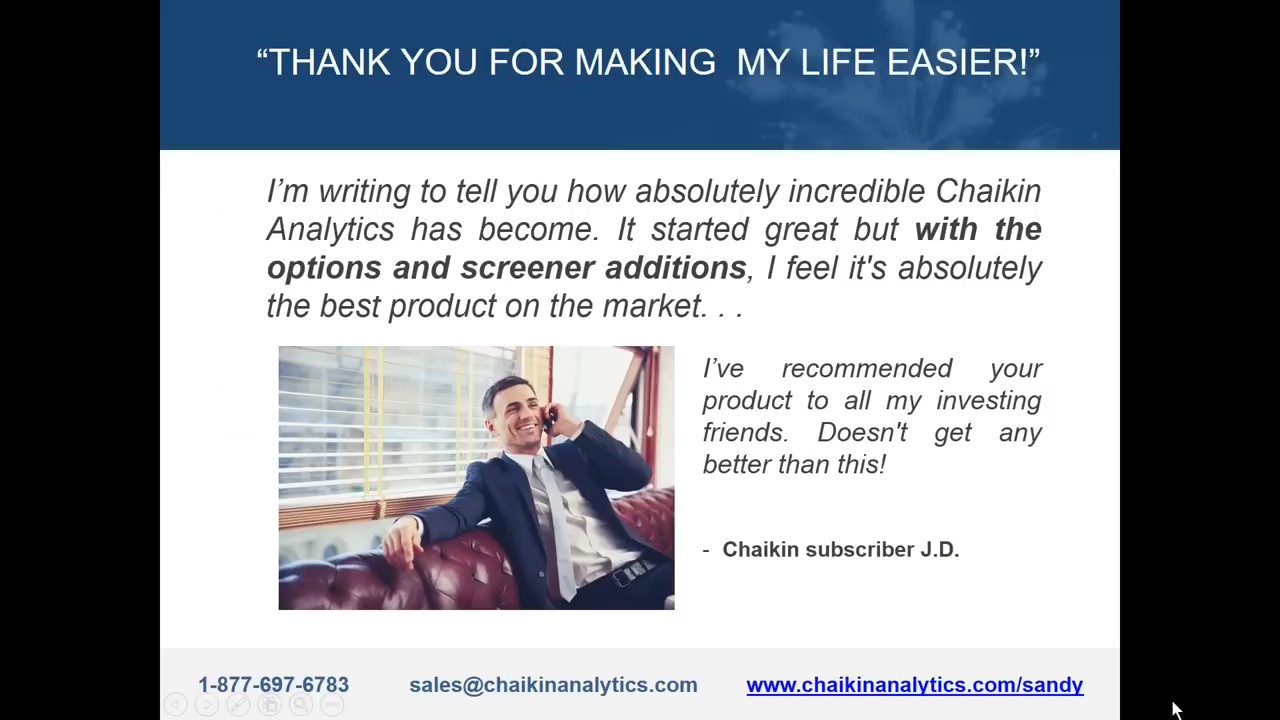 “THANK YOU FOR MAKING  MY LIFE EASIER!”
I’m writing to tell you how absolutely incredible Chaikin
Analytics has become. It started great but with the
options and screener additions, I feel it's absolutely
the best product on the market. . .
I’ve recommended your
product to all my investing
friends. Doesn't get any
better than this!
- Chaikin subscriber J.D.
1-877-697-6783
sales@chaikinanalytics.com
www.chaikinanalytics.com/sandy